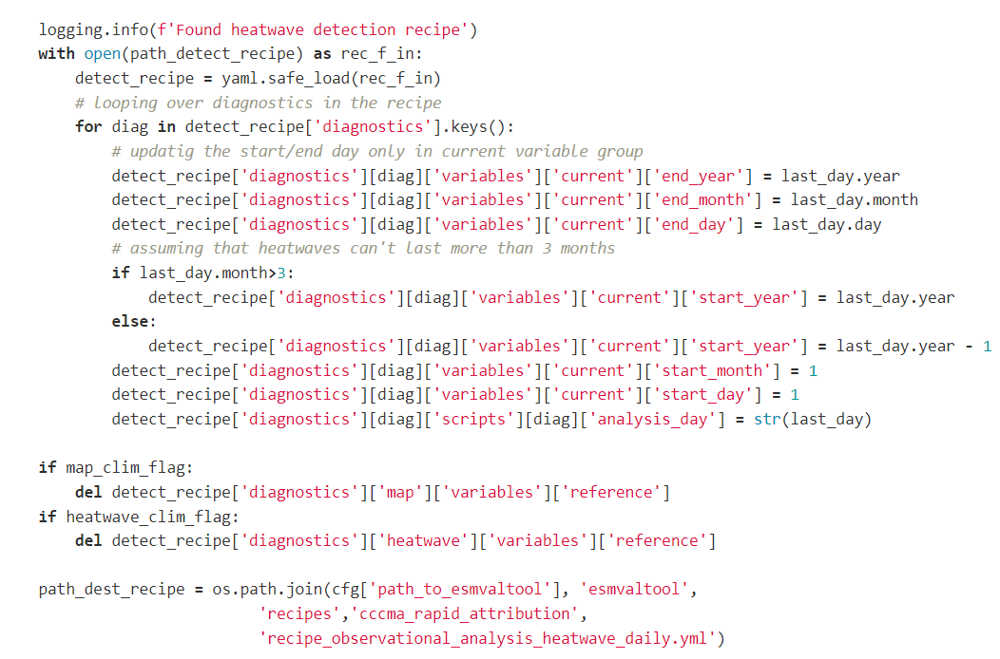 logging.info(f'Found heatwave detection recipe')
with open(path_detect_recipe) as rec_f_in:
    detect_recipe = yaml.safe_load(rec_f_in)
    # looping over diagnostics in the recipe
    for diag in detect_recipe['diagnostics'].keys():
        # updatig the start/end day only in current variable group
        detect_recipe['diagnostics'][diag]['variables']['current']['end_year'] = last_day.year
        detect_recipe['diagnostics'][diag]['variables']['current']['end_month'] = last_day.month
        detect_recipe['diagnostics'][diag]['variables']['current']['end_day'] = last_day.day
        # assuming that heatwaves can't last more than 3 months
        if last_day.month>3:
            detect_recipe['diagnostics'][diag]['variables']['current']['start_year'] = last_day.year
        else:
            detect_recipe['diagnostics'][diag]['variables']['current']['start_year'] = last_day.year - 1
        detect_recipe['diagnostics'][diag]['variables']['current']['start_month'] = 1
        detect_recipe['diagnostics'][diag]['variables']['current']['start_day'] = 1
        detect_recipe['diagnostics'][diag]['scripts'][diag]['analysis_day'] = str(last_day)

if map_clim_flag:
    del detect_recipe['diagnostics']['map']['variables']['reference']
if heatwave_clim_flag:
    del detect_recipe['diagnostics']['heatwave']['variables']['reference']

path_dest_recipe = os.path.join(cfg['path_to_esmvaltool'], 'esmvaltool',
                        'recipes','cccma_rapid_attribution',
                        'recipe_observational_analysis_heatwave_daily.yml')